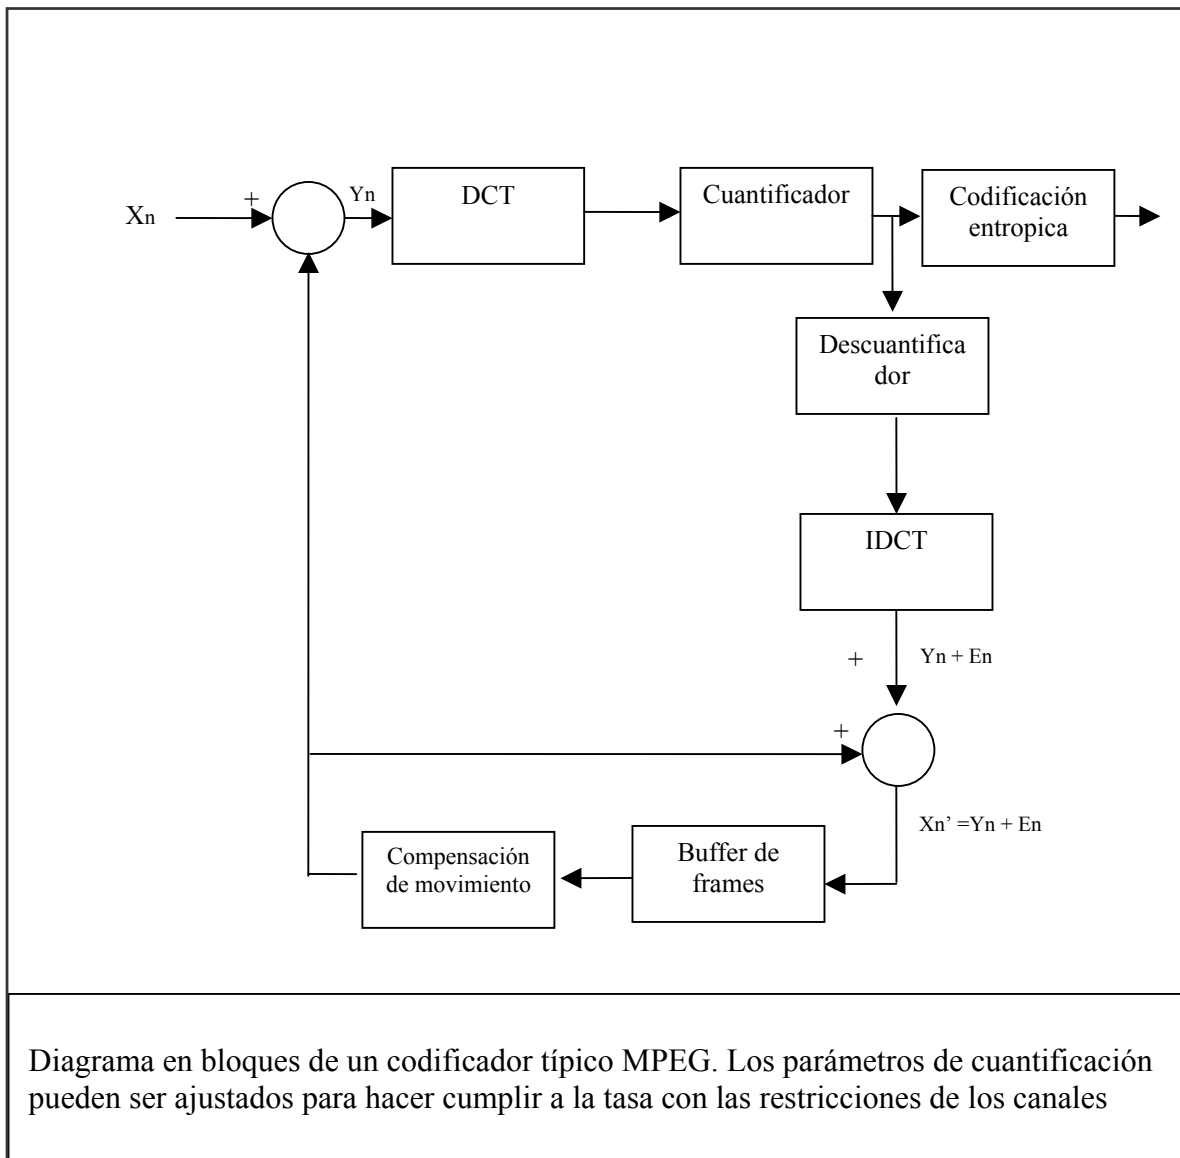 +
Xn
Yn
DCT
Cuantificador
Codificación
entropica
Descuantifica
dor
IDCT
+
Yn + En
+
Xn’ =Yn + En
Compensación
de movimiento
Buffer de
frames
Diagrama en bloques de un codificador típico MPEG. Los parámetros de cuantificación
pueden ser ajustados para hacer cumplir a la tasa con las restricciones de los canales